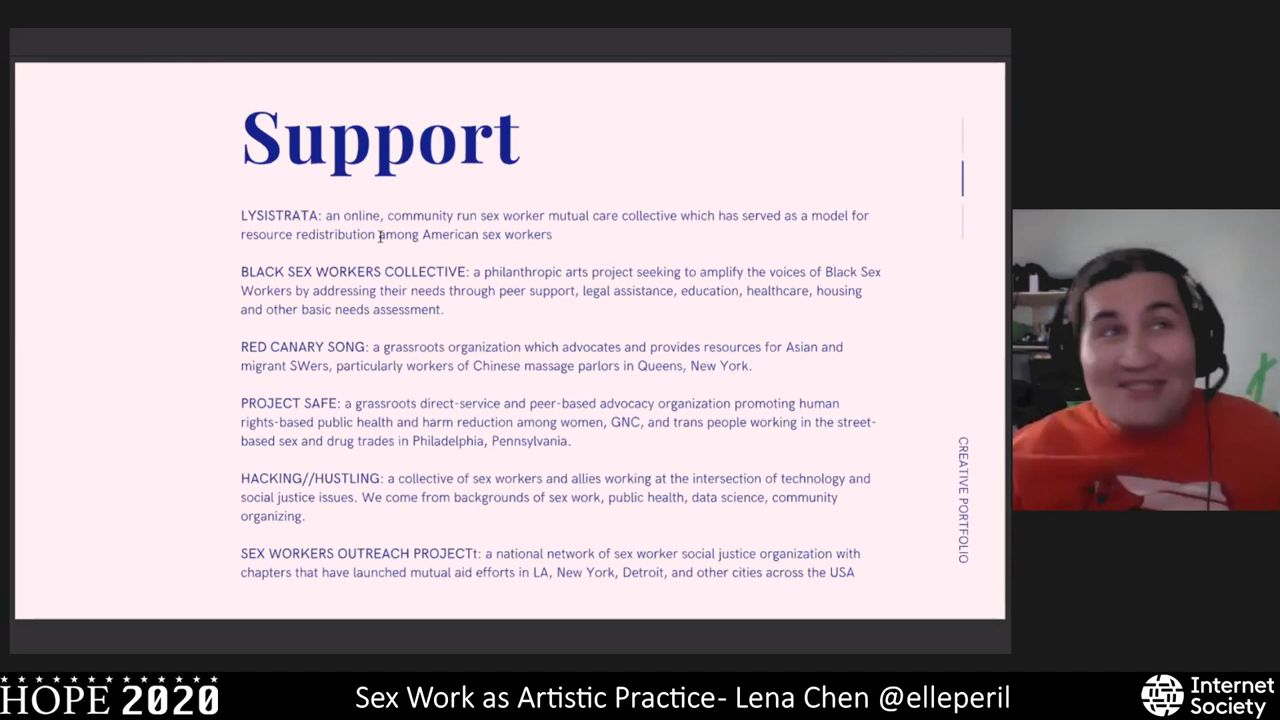 Support
LYSISTRATA: an online, community run sex worker mutual care collective which has served as a model for
resource redistribution among American sex workers
BLACK SEX WORKERS COLLECTIVE: a philanthropic arts project seeking to amplify the voices of Black Sex
Workers by addressing their needs through peer support, legal assistance, education, healthcare, housing
and other basic needs assessment.
RED CANARY SONG: a grassroots organization which advocates and provides resources for Asian and
migrant SWers, particularly workers of Chinese massage parlors in Queens, New York.
PROJECT SAFE: a grassroots direct-service and peer-based advocacy organization promoting human
rights-based public health and harm reduction among women, GNC, and trans people working in the street-
based sex and drug trades in Philadelphia, Pennsylvania.
HACKING//HUSTLING: a collective of sex workers and allies working at the intersection of technology and
social justice issues. We come from backgrounds of sex work, public health, data science, community
organizing.
SEX WORKERS OUTREACH PROJECTt: a national network of sex worker social justice organization with
chapters that have launched mutual aid efforts in LA, New York, Detroit, and other cities across the USA
CREATIVE PORTFOLIO
HOPE 2020
Sex Work as Artistic Practice- Lena Chen @elleperil
Internet
Society